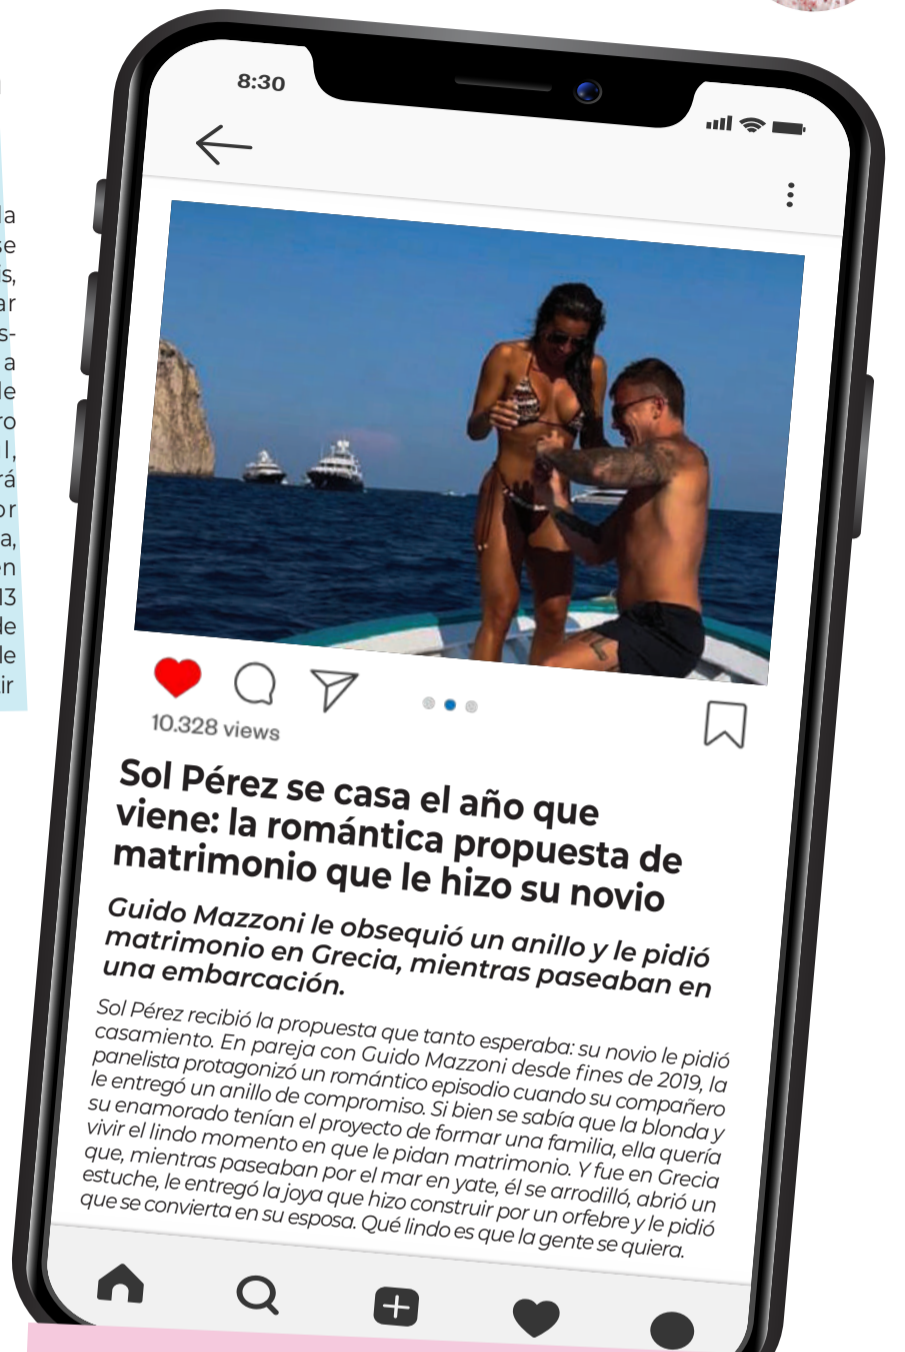 8:30
10.328 views
Sol Pérez se casa el año que
viene: la romántica propuesta de
matrimonio que le hizo su novio
Guido Mazzoni le obsequió un anillo y le pidió
matrimonio en Grecia, mientras paseaban en
una embarcación.
Sol Pérez recibió la propuesta que tanto esperaba: su novio le pidió
casamiento. En pareja con Guido Mazzoni desde fines de 2019, la
panelista protagonizó un romántico episodio cuando su compañero
le entregó un anillo de compromiso. Si bien se sabía que la blonda y
su enamorado tenían el proyecto de formar una familia, ella quería
vivir el lindo momento en que le pidan matrimonio. Y fue en Grecia
que, mientras paseaban por el mar en yate, él se arrodilló, abrió un
estuche, le entregó la joya que hizo construir por un orfebre y le pidió
que se convierta en su esposa. Qué lindo es que la gente se quiera.